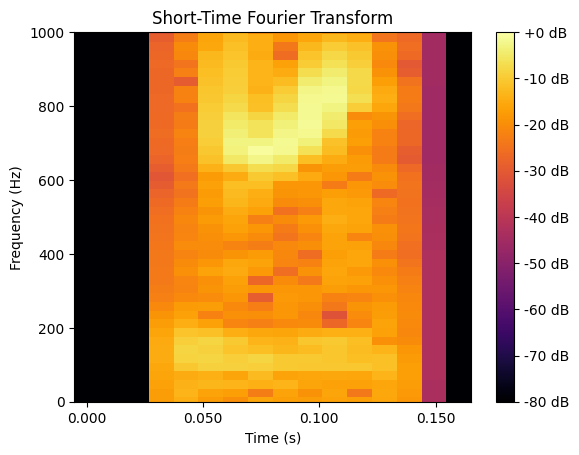 Short-Time Fourier Transform
1000
800
600
400
200
0
Frequency (Hz)
0.000
0.050
0.100
0.150
Time (s)
+0 dB
-10 dB
-20 dB
-30 dB
-40 dB
-50 dB
-60 dB
-70 dB
-80 dB